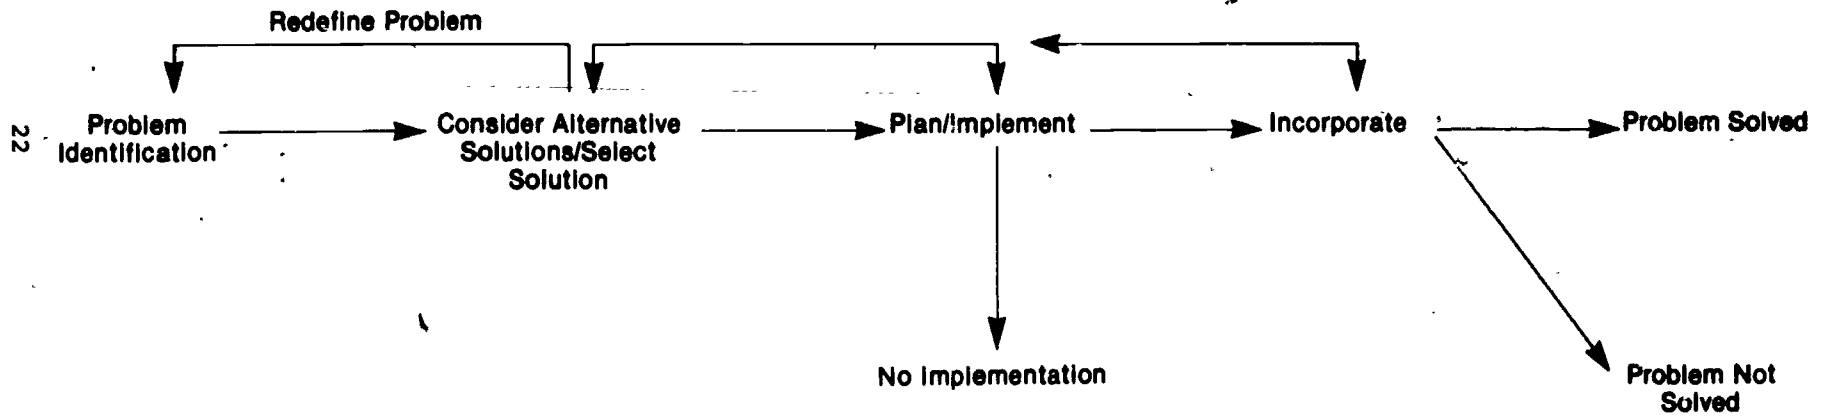 Redefine Problem
Problem
Identification
Consider Alternative
Solutions/Select
Solution
Plan/Implement
Incorporate
Problem Solved
No Implementation
Problem Not
Solved
22